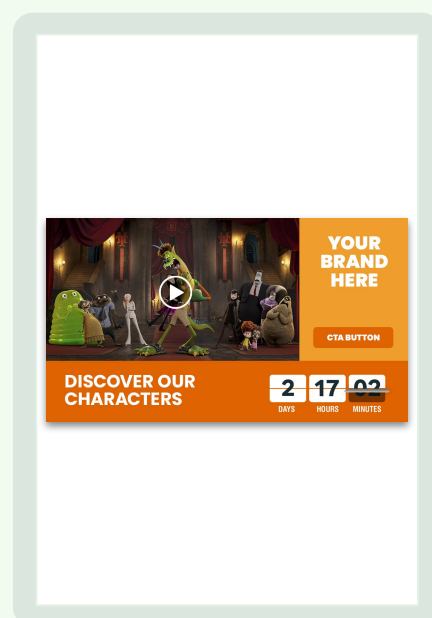 YOUR
BRAND
HERE
CTA BUTTON
DISCOVER OUR
CHARACTERS
2 17 02
DAYS HOURS MINUTES